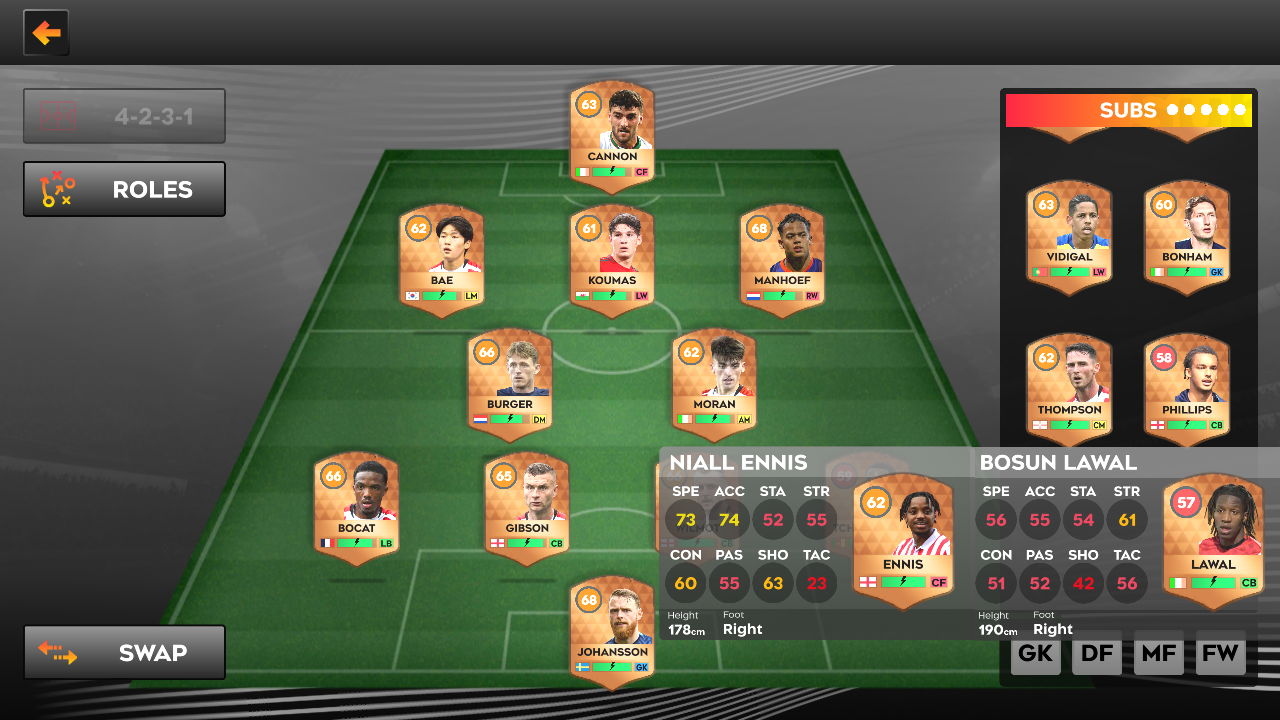 4-2-3-1
ROLES
SUBS
63
CANNON
CF
62
BAE
LM
61
KOUMAS
LW
68
MANHOEF
RW
66
BURGER
DM
62
MORAN
AM
66
BOCAT
LB
65
GIBSON
CB
68
JOHANSSON
GK
63
VIDIGAL
LW
60
BONHAM
GK
62
THOMPSON
CM
58
PHILLIPS
CB
NIALL ENNIS
SPE ACC STA STR
73 74 52 55
CON PAS SHO TAC
60 55 63 23
Height Foot
178cm Right
62
ENNIS
CF
BOSUN LAWAL
SPE ACC STA STR
56 55 54 61
CON PAS SHO TAC
51 52 42 56
Height Foot
190cm Right
57
LAWAL
CB
SWAP
GK DF MF FW